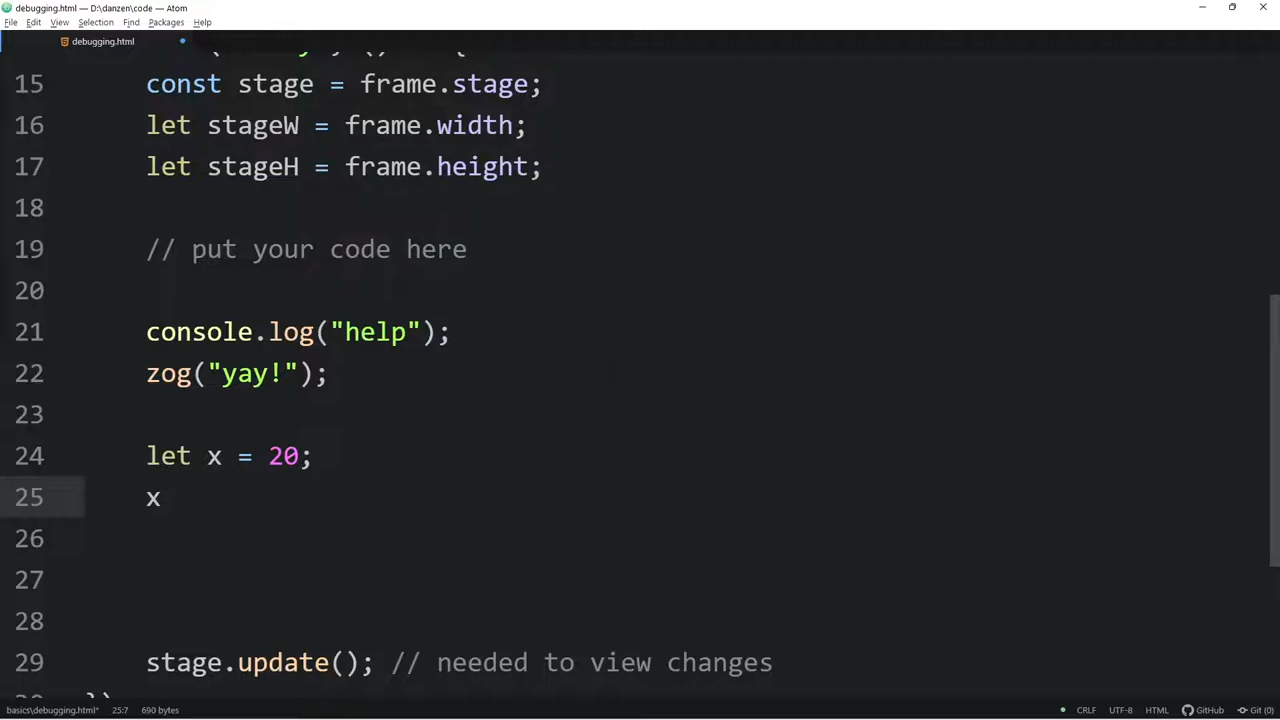 debugging.html — D:\danzen\code — Atom
File Edit View Selection Find Packages Help
debugging.html
15 const stage = frame.stage;
16 let stageW = frame.width;
17 let stageH = frame.height;
18
19 // put your code here
20
21 console.log("help");
22 zog("yay!");
23
24 let x = 20;
25 x
26
27
28
29 stage.update(); // needed to view changes
basics\debugging.html* 25:7 690 bytes CRLF UTF-8 HTML GitHub Git (0)